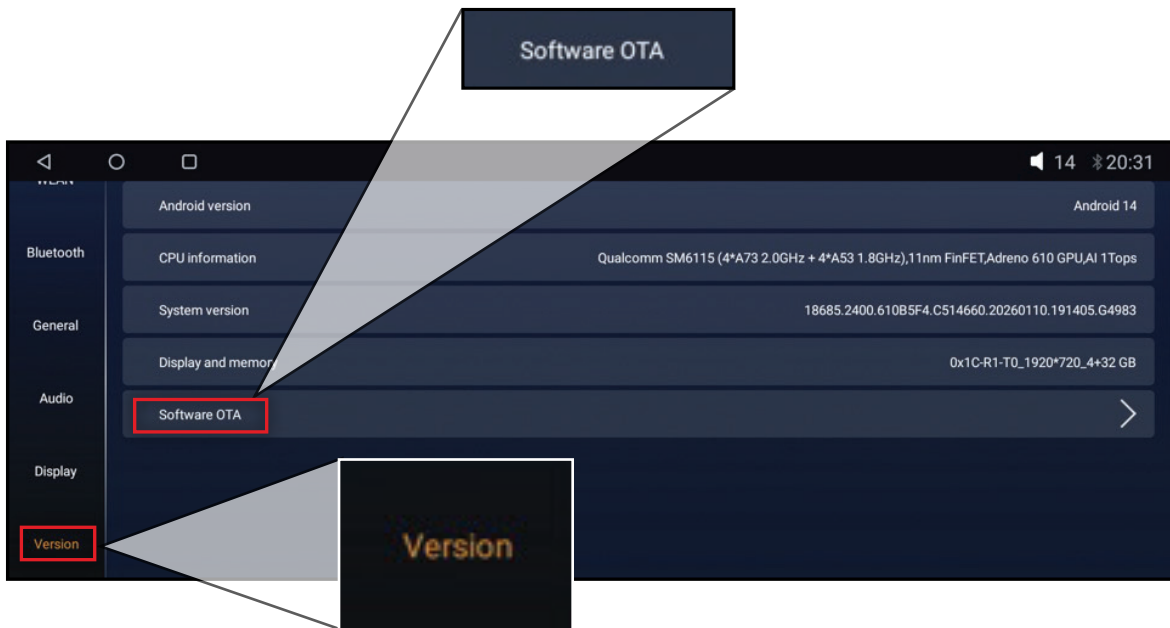 Software OTA
14 20:31
WLAN
Android version Android 14
Bluetooth
CPU information Qualcomm SM6115 (4*A73 2.0GHz + 4*A53 1.8GHz),11nm FinFET,Adreno 610 GPU,AI 1Tops
System version 18685.2400.610B5F4.C514660.20260110.191405.G4983
General
Display and memory 0x1C-R1-T0_1920*720_4+32 GB
Audio
Software OTA
Display
Version
Version